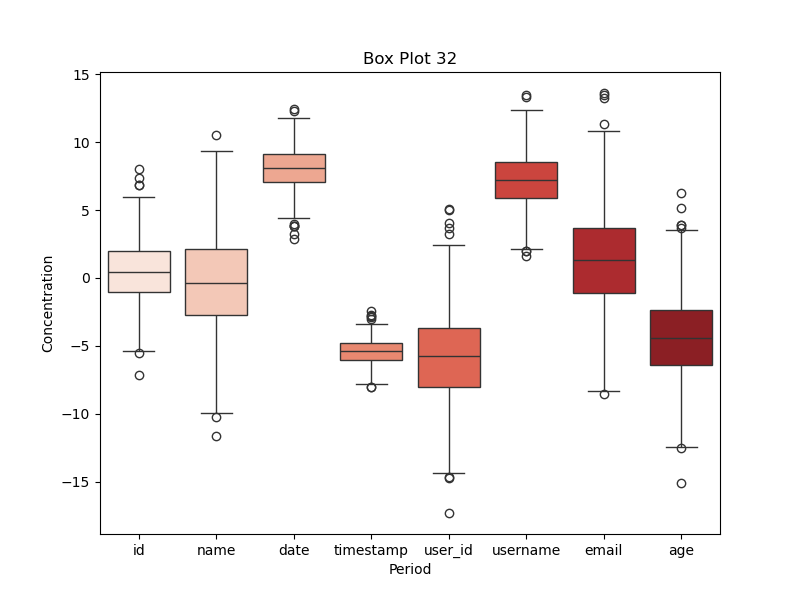 Box Plot 32
Concentration
15
10
5
0
−5
−10
−15
id name date timestamp user_id username email age
Period